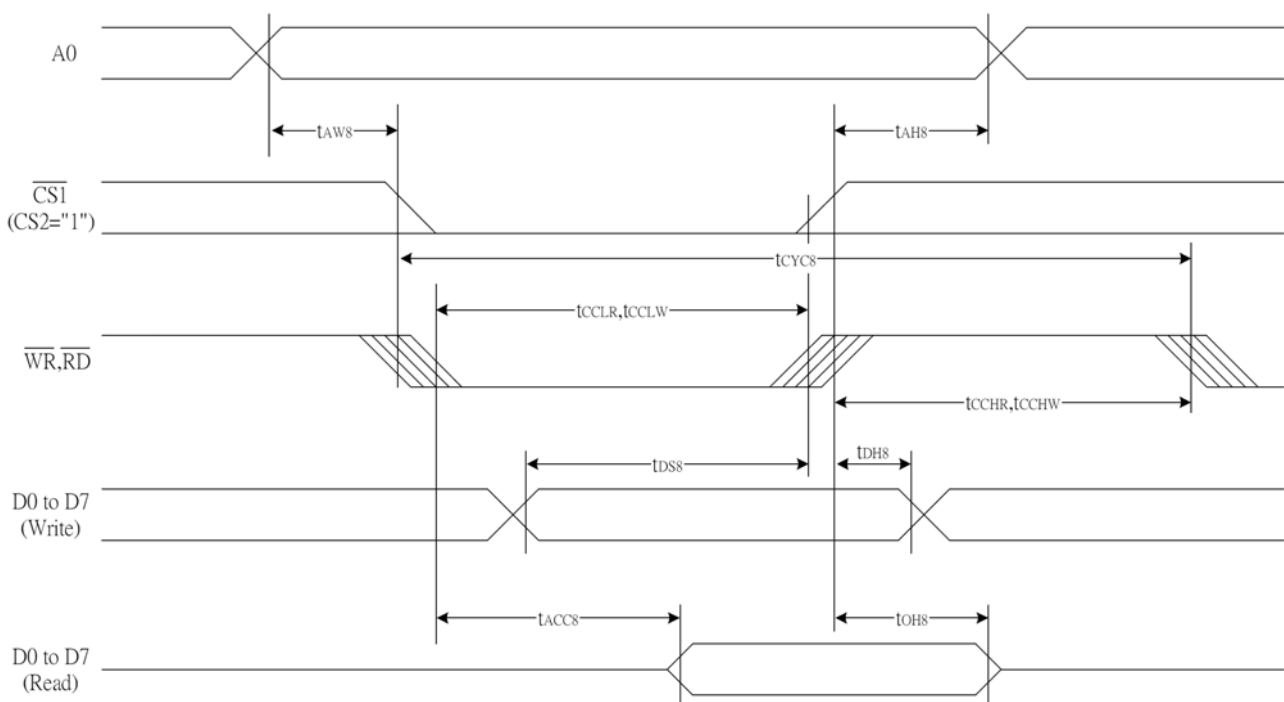 A0
tAW8
tAH8
CS1
(CS2="1")
tCYC8
tCCLR,tCCLW
WR,RD
tCCHR,tCCHW
tDS8
tDH8
D0 to D7
(Write)
tACC8
tOH8
D0 to D7
(Read)